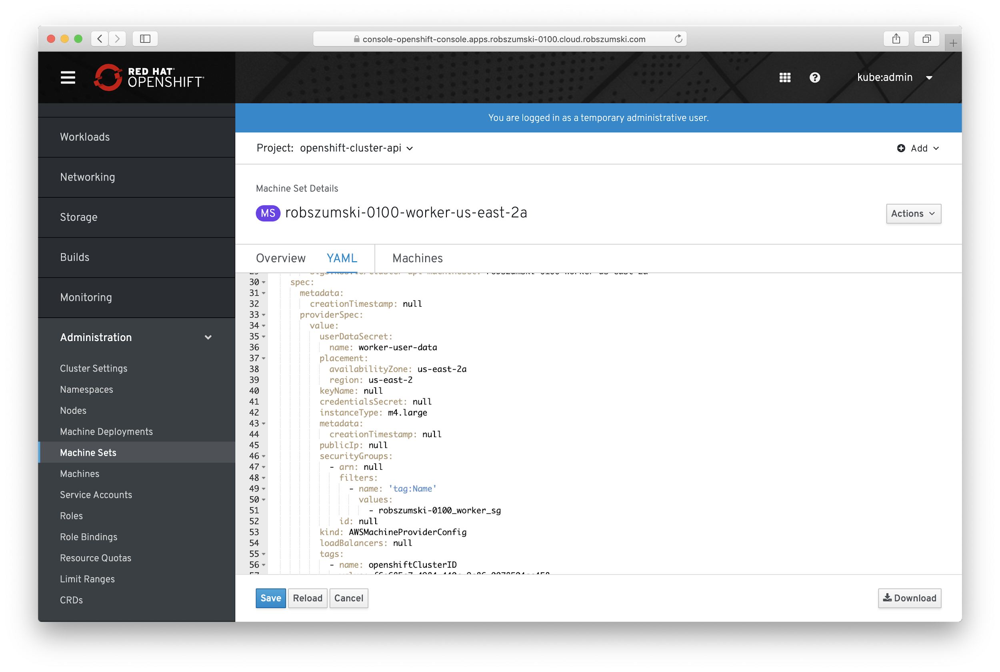 console-openshift-console.apps.robszumski-0100.cloud.robszumski.com
RED HAT
OPENSHIFT
kube:admin
You are logged in as a temporary administrative user.
Workloads
Networking
Storage
Builds
Monitoring
Administration
Cluster Settings
Namespaces
Nodes
Machine Deployments
Machine Sets
Machines
Service Accounts
Roles
Role Bindings
Resource Quotas
Limit Ranges
CRDs
Project: openshift-cluster-api
Add
Machine Set Details
MS robszumski-0100-worker-us-east-2a
Actions
Overview YAML Machines
30 spec:
31 metadata:
32 creationTimestamp: null
33 providerSpec:
34 value:
35 userDataSecret:
36 name: worker-user-data
37 placement:
38 availabilityZone: us-east-2a
39 region: us-east-2
40 keyName: null
41 credentialsSecret: null
42 instanceType: m4.large
43 metadata:
44 creationTimestamp: null
45 publicIp: null
46 securityGroups:
47 - arn: null
48 filters:
49 - name: 'tag:Name'
50 values:
51 - robszumski-0100_worker_sg
52 id: null
53 kind: AWSMachineProviderConfig
54 loadBalancers: null
55 tags:
56 - name: openshiftClusterID
Save Reload Cancel
Download